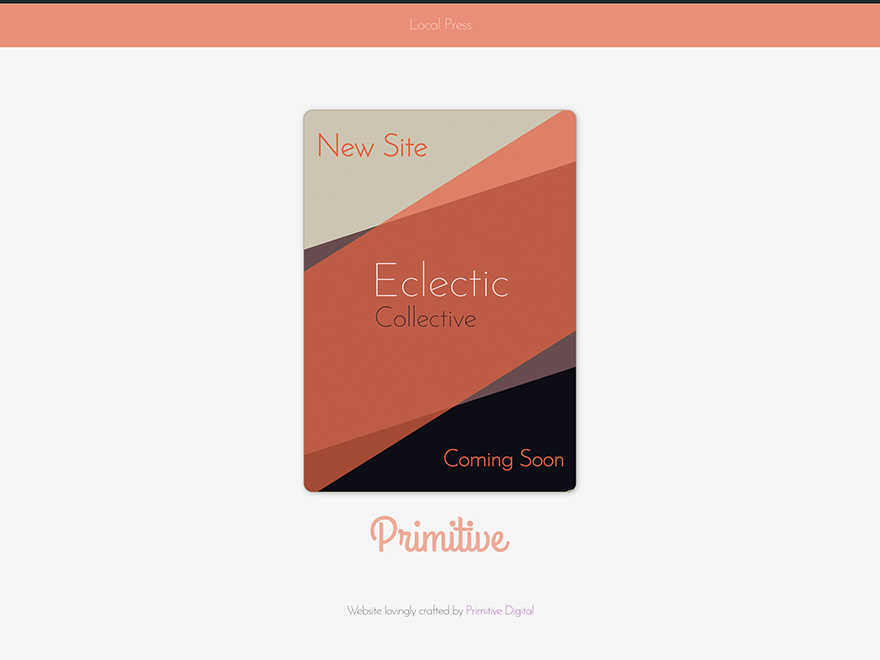 Local Press
New Site
Eclectic
Collective
Coming Soon
Primitive
Website lovingly crafted by Primitive Digital